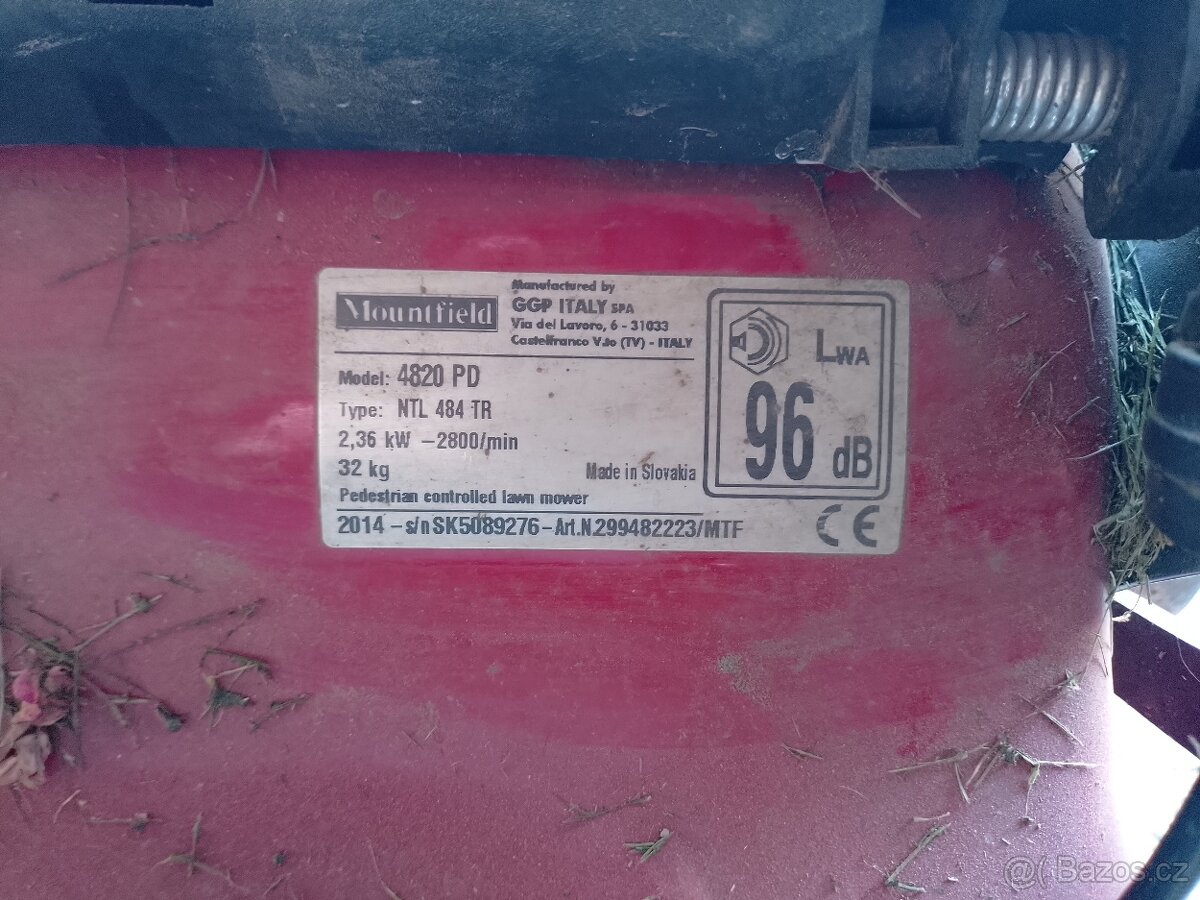 Mountfield
Manufactured by
GGP ITALY SPA
Via del Lavoro, 6 - 31033
Castelfranco V.to (TV) - ITALY
Model: 4820 PD
Type: NTL 484 TR
2,36 kW -2800/min
32 kg
Made in Slovakia
Pedestrian controlled lawn mower
2014 - s/n SK5089276-Art.N.299482223/MTF
LWA
96 dB
CE
Bazos.cz